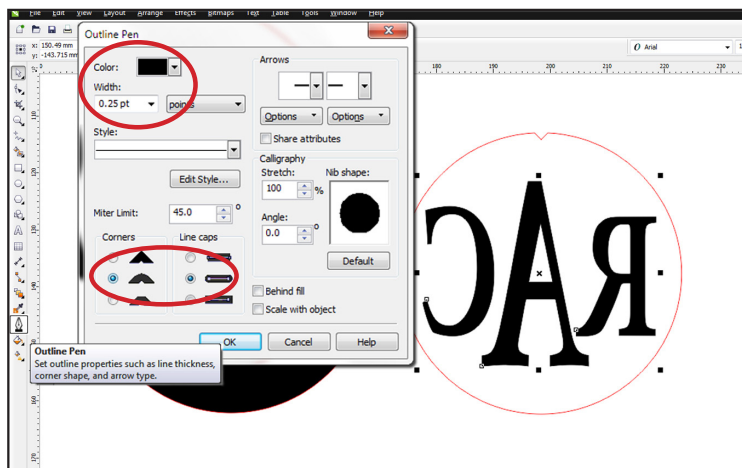 File Edit View Layout Arrange Effects Bitmaps Text Table Tools Window Help
x: 150.49 mm
y: -143.715 mm
Arial
180 190 200 210 220 230
Outline Pen
Color:
Width:
0.25 pt points
Style:
Edit Style...
Miter Limit: 45.0 °
Corners Line caps
Arrows
Options Options
Share attributes
Calligraphy
Stretch: Nib shape:
100 %
Angle:
0.0 °
Default
Behind fill
Scale with object
OK Cancel Help
Outline Pen
Set outline properties such as line thickness,
corner shape, and arrow type.
CAR